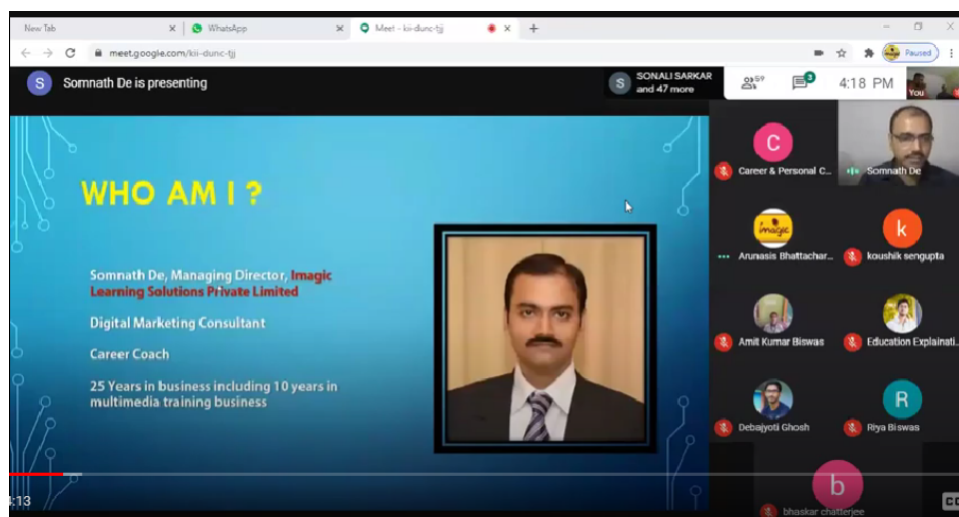 New Tab
WhatsApp
Meet - kii-dunc-tjj
meet.google.com/kii-dunc-tjj
Paused
S
Somnath De is presenting
S
SONALI SARKAR
and 47 more
59
3
4:18 PM
You
WHO AM I ?
Somnath De, Managing Director, Imagic
Learning Solutions Private Limited
Digital Marketing Consultant
Career Coach
25 Years in business including 10 years in
multimedia training business
C
Career & Personal C...
Somnath De
imagic
Arunasis Bhattachar...
k
koushik sengupta
Amit Kumar Biswas
Education Explainati...
Debajyoti Ghosh
R
Riya Biswas
b
bhaskar chatterjee
4:13
CC